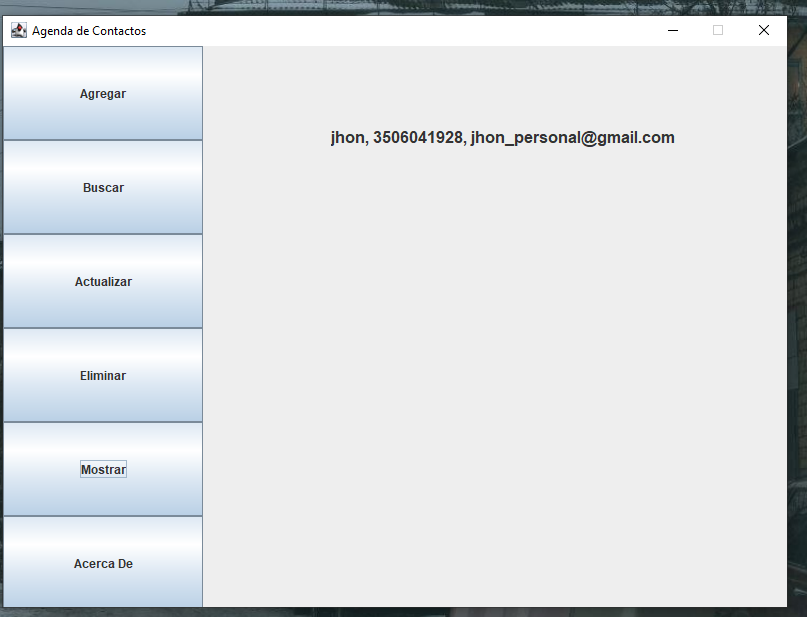 Agenda de Contactos
Agregar
jhon, 3506041928, jhon_personal@gmail.com
Buscar
Actualizar
Eliminar
Mostrar
Acerca De